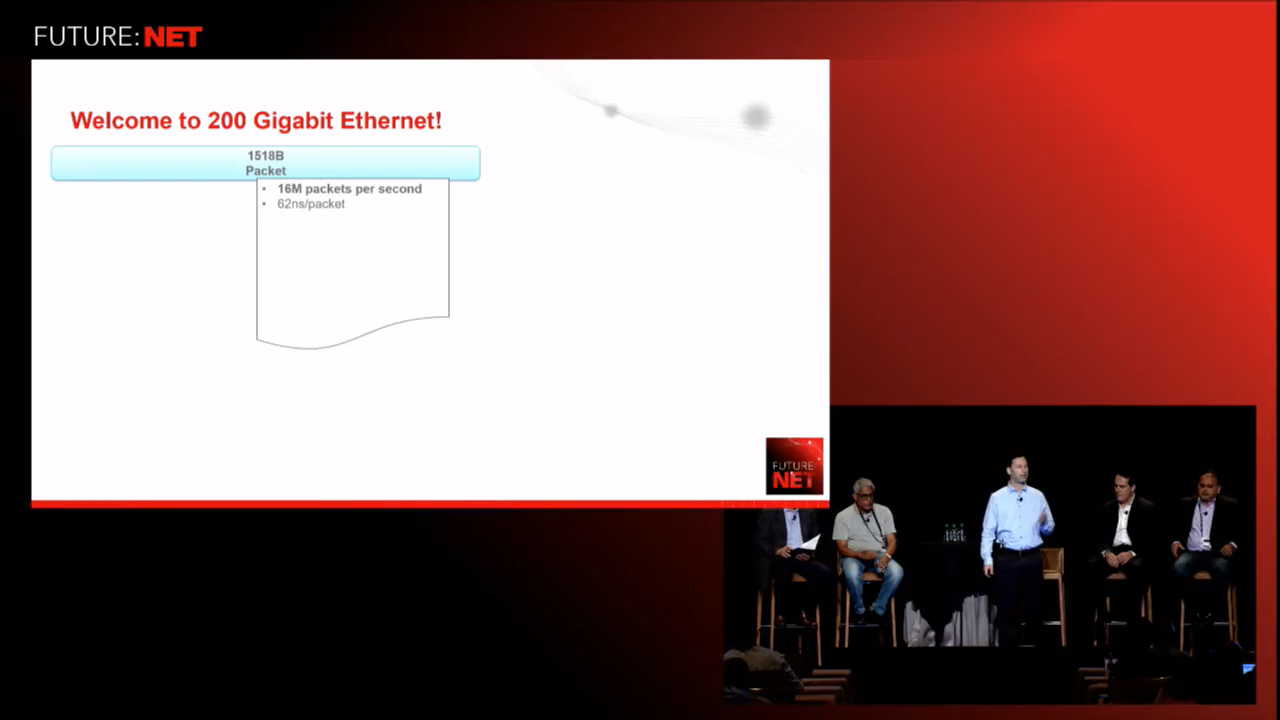 FUTURE:NET
Welcome to 200 Gigabit Ethernet!
1518B
Packet
• 16M packets per second
• 62ns/packet
FUTURE:
NET